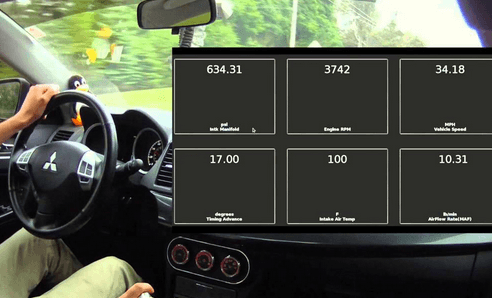 634.31
psi
Intk Manifold
3742
Engine RPM
34.18
MPH
Vehicle Speed
17.00
degrees
Timing Advance
100
F
Intake Air Temp
10.31
lb/min
AirFlow Rate(MAF)